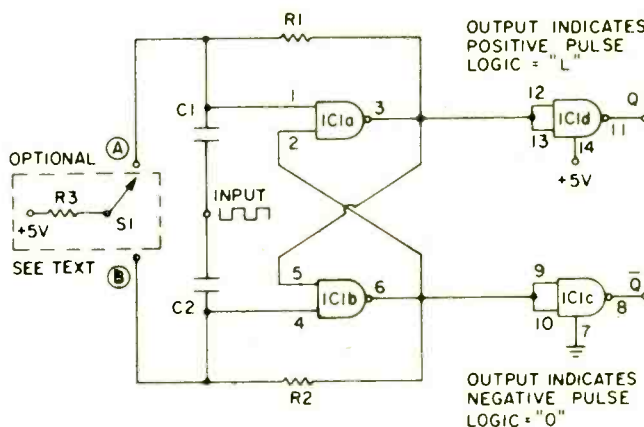 R1
OUTPUT INDICATES
POSITIVE PULSE
LOGIC = "L"
C1
1
IC1a
3
2
12
IC1d
Q
13
14
11
+5V
OPTIONAL
A
R3
S1
+5V
INPUT
SEE TEXT
B
5
IC1b
6
4
C2
9
IC1c
Q̅
10
7
8
R2
OUTPUT INDICATES
NEGATIVE PULSE
LOGIC = "0"